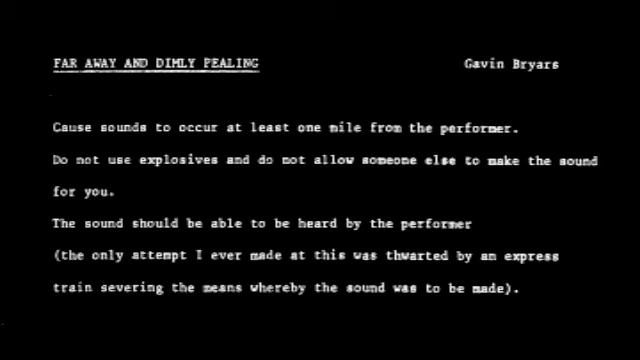 FAR AWAY AND DIMLY PEALING Gavin Bryars
Cause sounds to occur at least one mile from the performer.
Do not use explosives and do not allow someone else to make the sound
for you.
The sound should be able to be heard by the performer
(the only attempt I ever made at this was thwarted by an express
train severing the means whereby the sound was to be made).